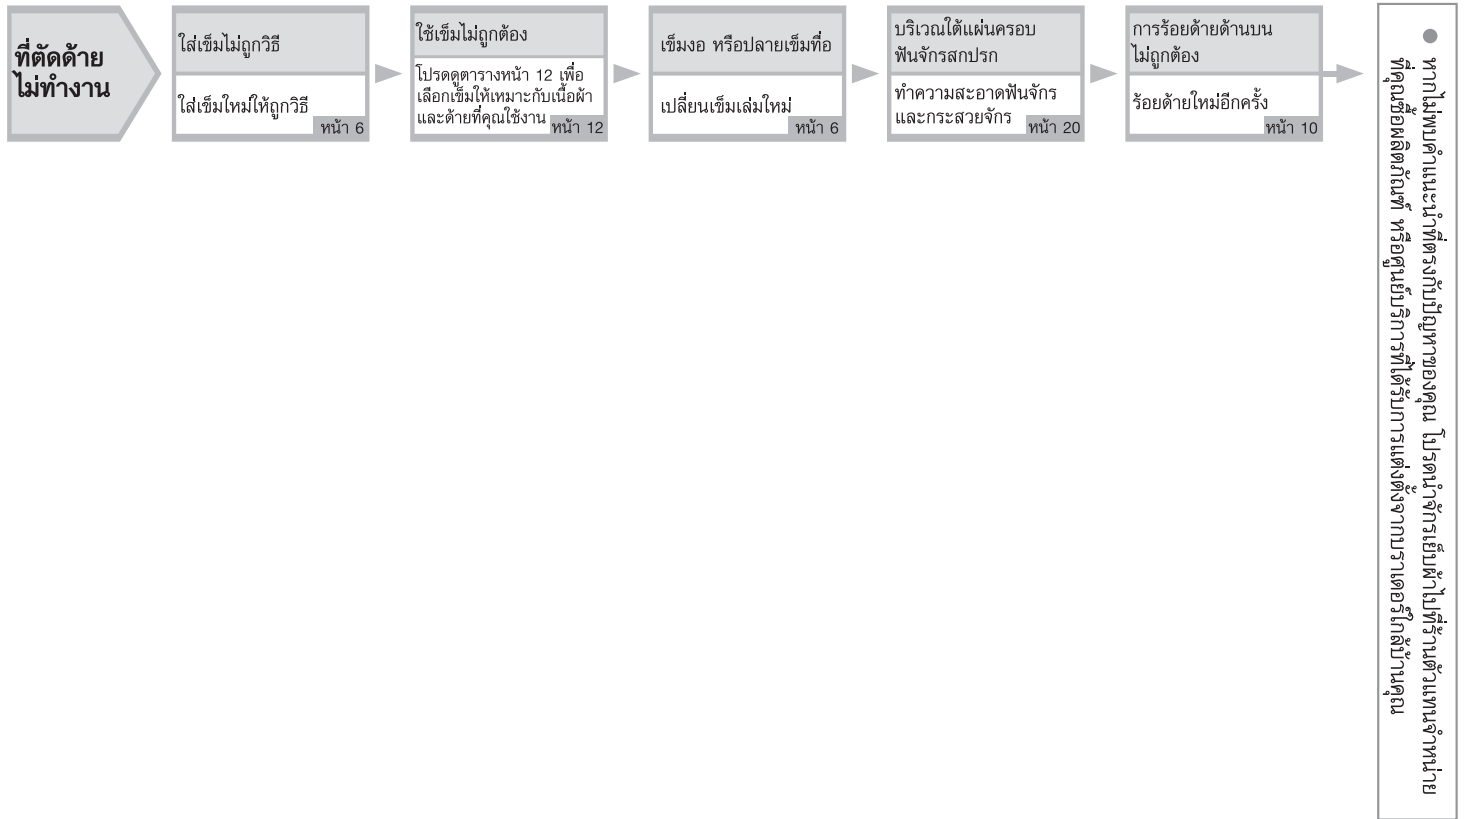 ที่ตัดด้าย
ไม่ทำงาน
ใส่เข็มไม่ถูกวิธี
ใส่เข็มใหม่ให้ถูกวิธี
หน้า 6
ใช้เข็มไม่ถูกต้อง
โปรดดูตารางหน้า 12 เพื่อ
เลือกเข็มให้เหมาะกับเนื้อผ้า
และด้ายที่คุณใช้งาน
หน้า 12
เข็มงอ หรือปลายเข็มทื่อ
เปลี่ยนเข็มเล่มใหม่
หน้า 6
บริเวณใต้แผ่นครอบ
ฟันจักรสกปรก
ทำความสะอาดฟันจักร
และกระสวยจักร
หน้า 20
การร้อยด้ายด้านบน
ไม่ถูกต้อง
ร้อยด้ายใหม่อีกครั้ง
หน้า 10
● หากไม่พบคำแนะนำที่ตรงกับปัญหาของคุณ โปรดนำจักรเย็บผ้าไปที่ร้านตัวแทนจำหน่าย
ที่คุณซื้อผลิตภัณฑ์ หรือศูนย์บริการที่ได้รับการแต่งตั้งจากบราเดอร์ใกล้บ้านคุณ